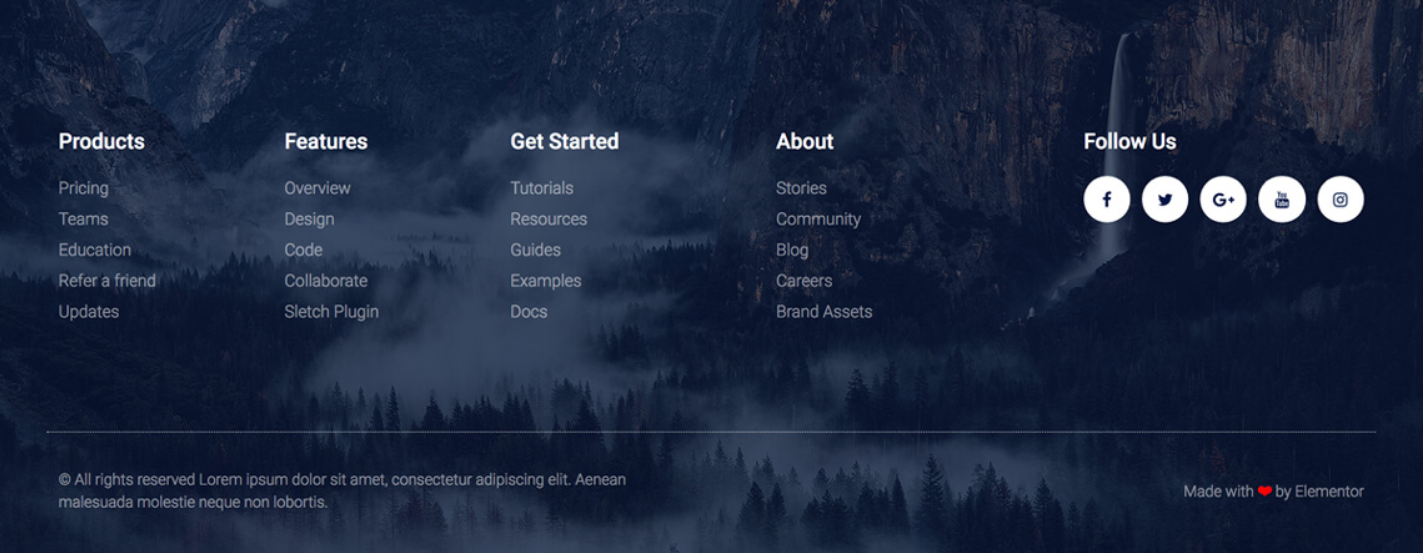 Products
Pricing
Teams
Education
Refer a friend
Updates
Features
Overview
Design
Code
Collaborate
Sletch Plugin
Get Started
Tutorials
Resources
Guides
Examples
Docs
About
Stories
Community
Blog
Careers
Brand Assets
Follow Us
You Tube
© All rights reserved Lorem ipsum dolor sit amet, consectetur adipiscing elit. Aenean
malesuada molestie neque non lobortis.
Made with ❤ by Elementor